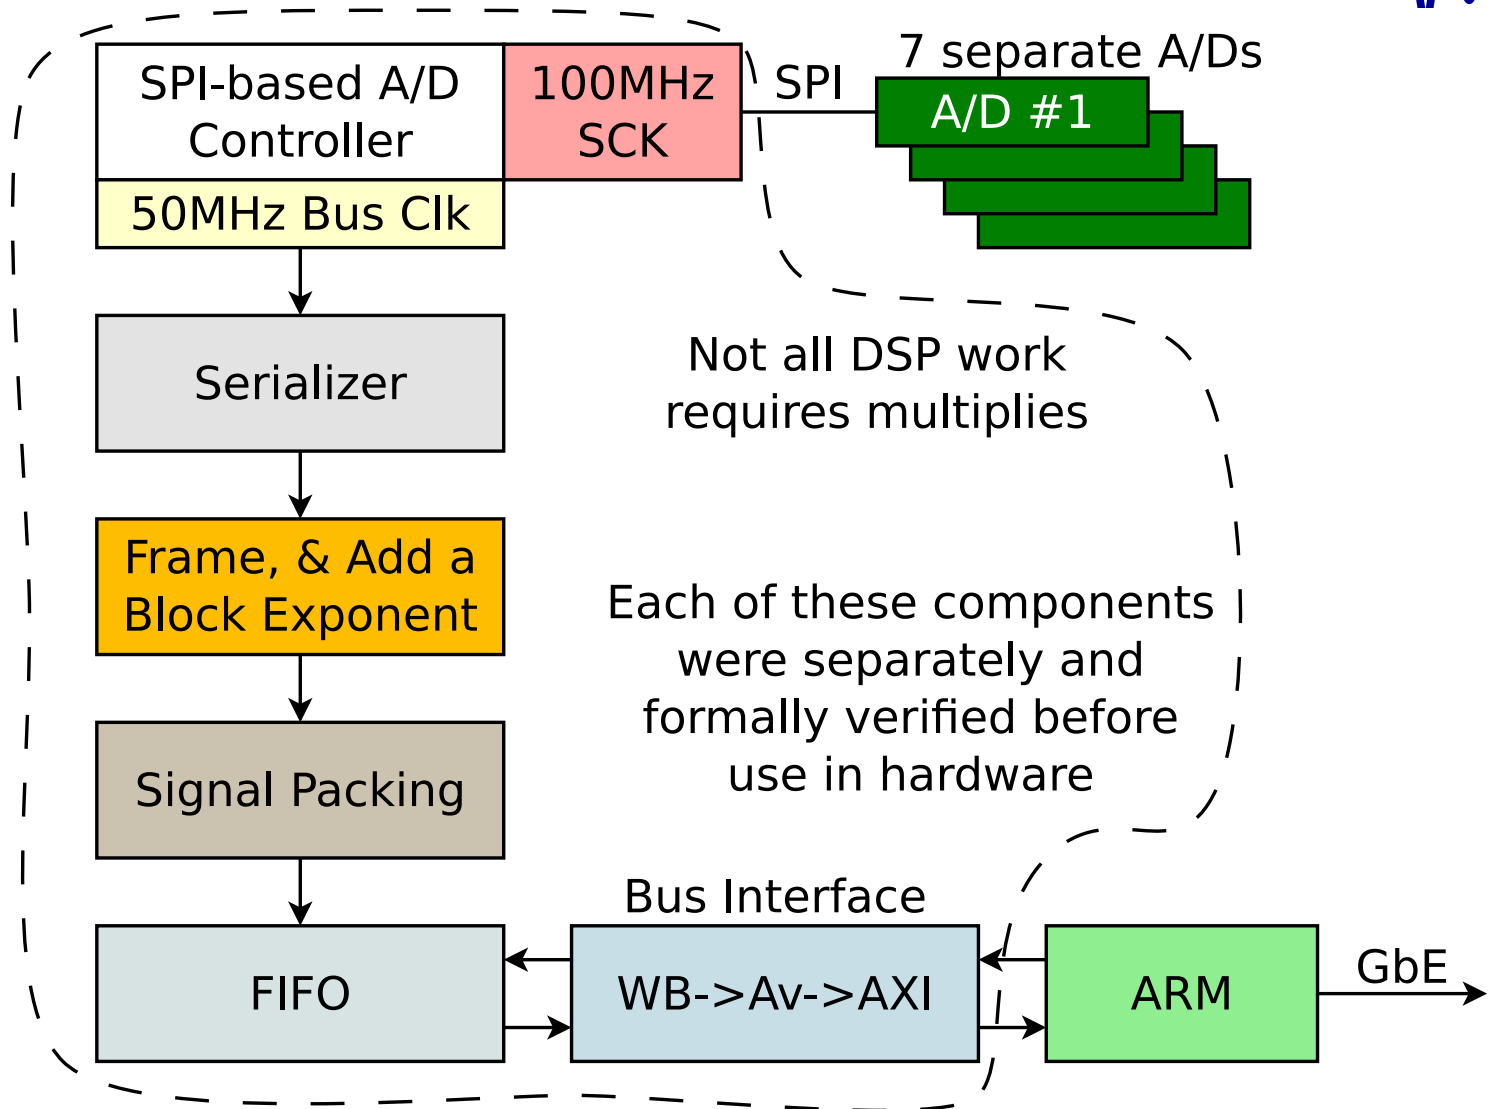 7 separate A/Ds
SPI-based A/D
Controller
100MHz
SCK
SPI
A/D #1
50MHz Bus Clk
Serializer
Not all DSP work
requires multiplies
Frame, & Add a
Block Exponent
Each of these components
were separately and
formally verified before
use in hardware
Signal Packing
Bus Interface
FIFO
WB->Av->AXI
ARM
GbE